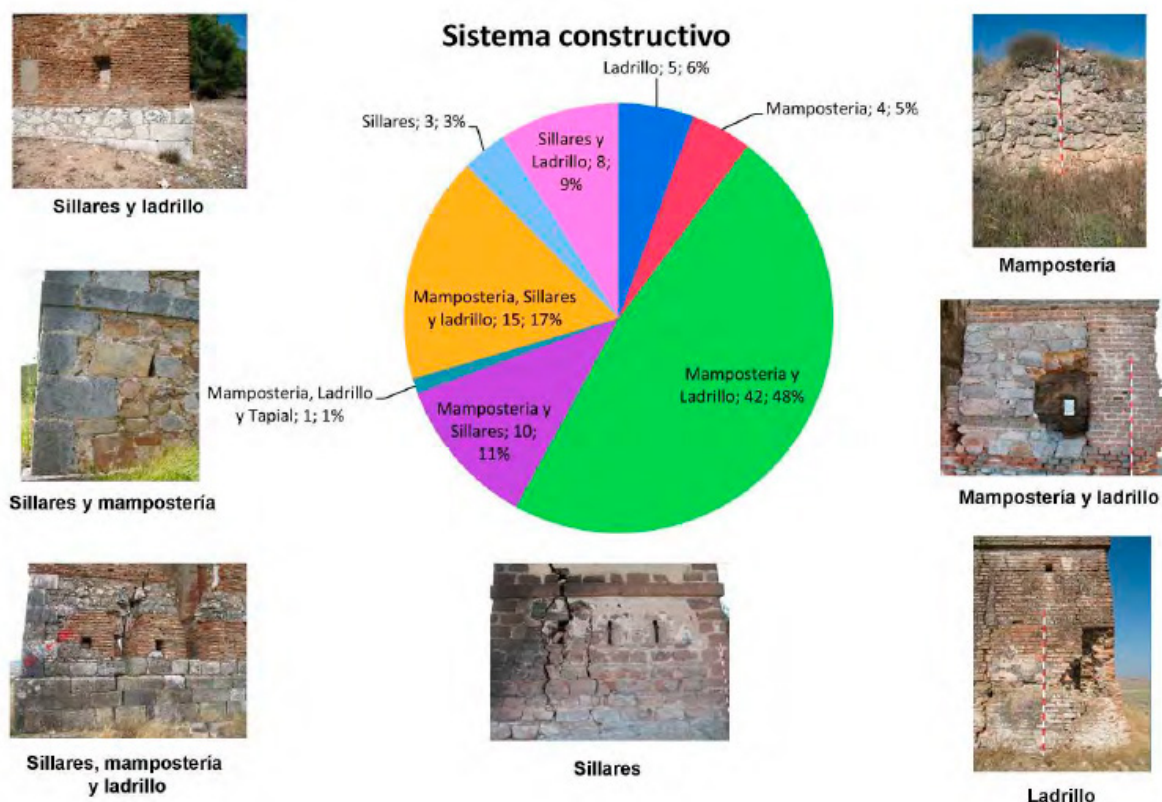 Sistema constructivo
Ladrillo; 5; 6%
Mamposteria; 4; 5%
Mamposteria y
Ladrillo; 42; 48%
Mamposteria y
Sillares; 10;
11%
Mamposteria, Ladrillo
y Tapial; 1; 1%
Mamposteria, Sillares
y ladrillo; 15; 17%
Sillares; 3; 3%
Sillares y
Ladrillo; 8;
9%
Sillares y ladrillo
Sillares y mampostería
Sillares, mampostería
y ladrillo
Sillares
Mampostería
Mampostería y ladrillo
Ladrillo